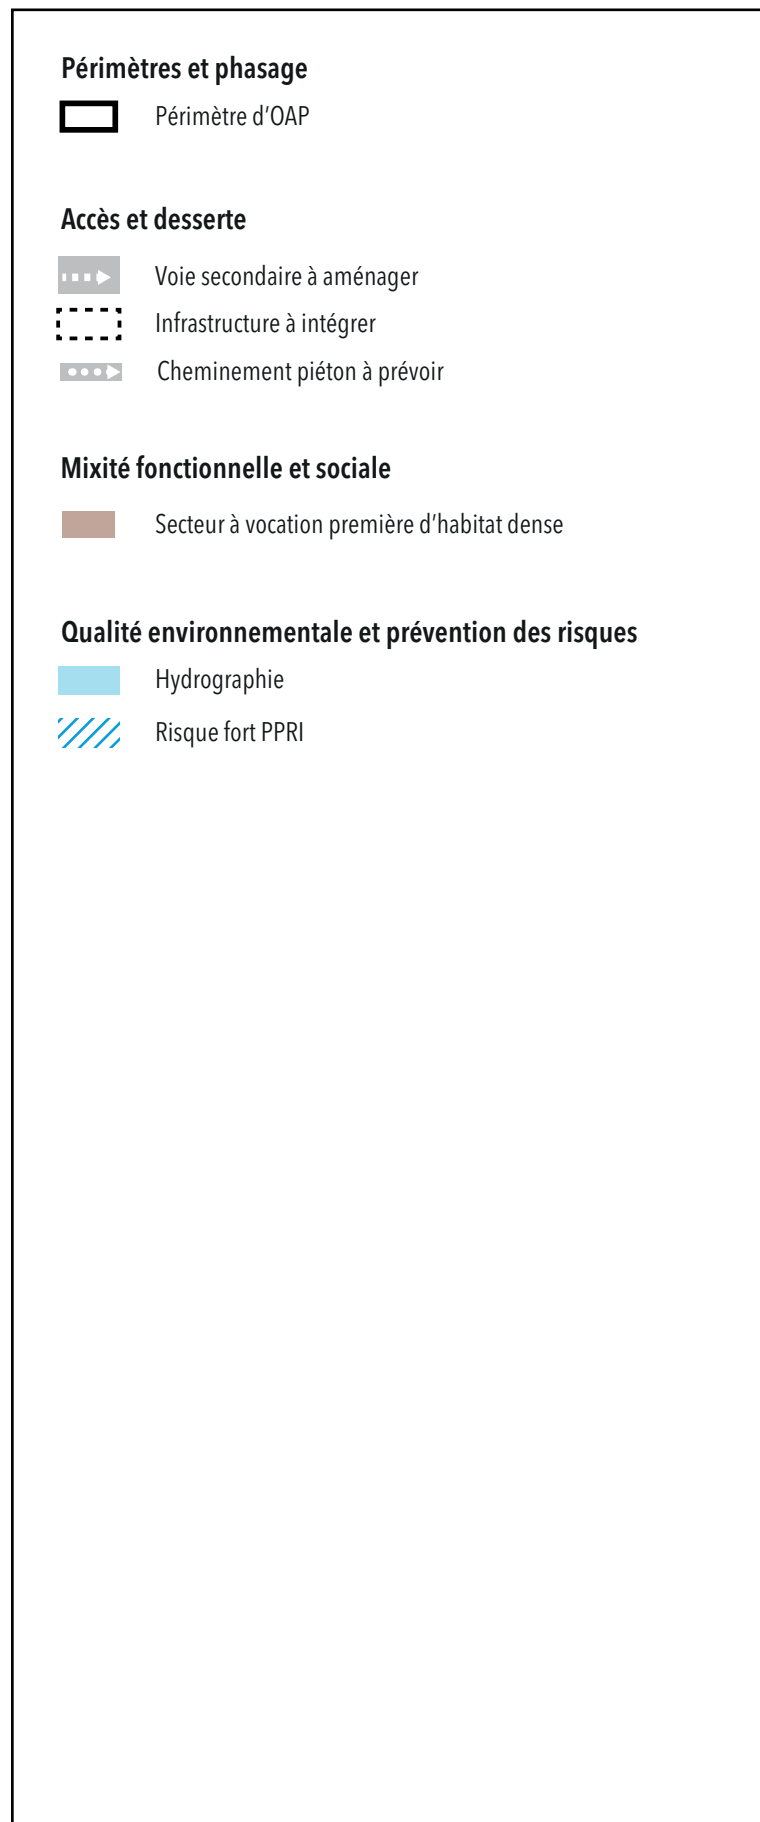 Périmètres et phasage
Périmètre d’OAP
Accès et desserte
Voie secondaire à aménager
Infrastructure à intégrer
Cheminement piéton à prévoir
Mixité fonctionnelle et sociale
Secteur à vocation première d’habitat dense
Qualité environnementale et prévention des risques
Hydrographie
Risque fort PPRI